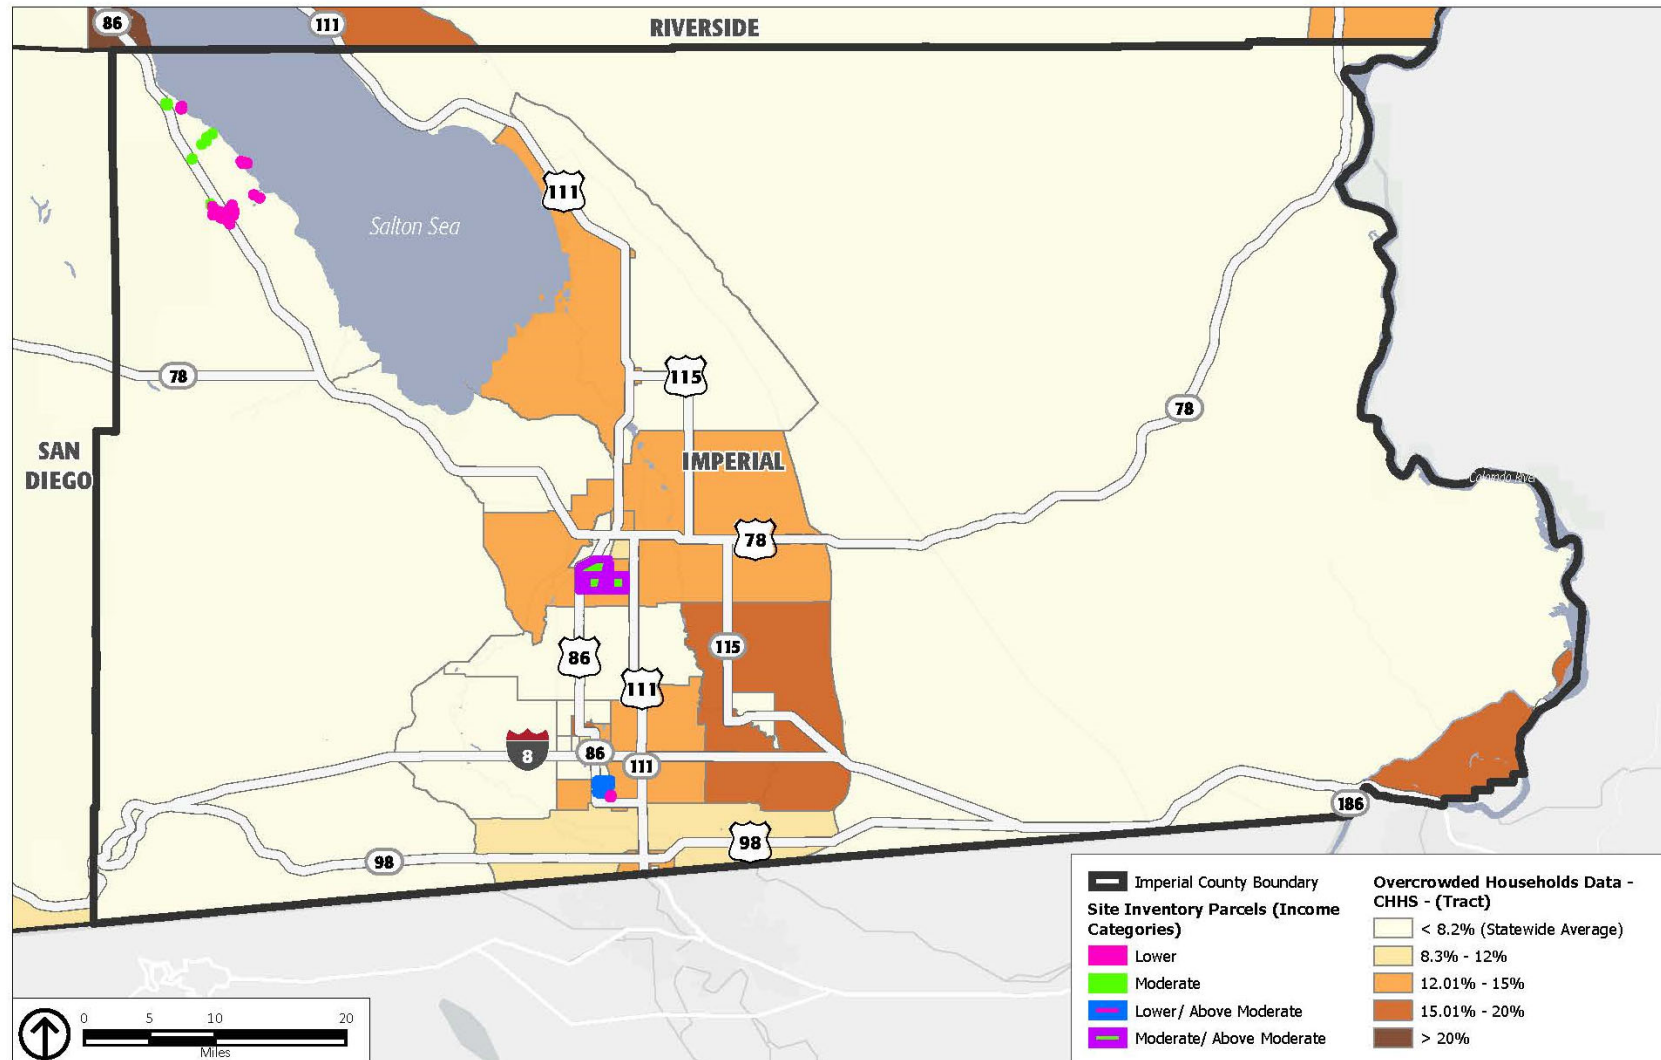 86
111
RIVERSIDE
111
Salton Sea
78
115
78
SAN
DIEGO
IMPERIAL
Colorado River
78
115
86
111
8
86
111
186
98
98
Imperial County Boundary
Site Inventory Parcels (Income
Categories)
Lower
Moderate
Lower/ Above Moderate
Moderate/ Above Moderate
Overcrowded Households Data -
CHHS - (Tract)
< 8.2% (Statewide Average)
8.3% - 12%
12.01% - 15%
15.01% - 20%
> 20%
0 5 10 20
Miles